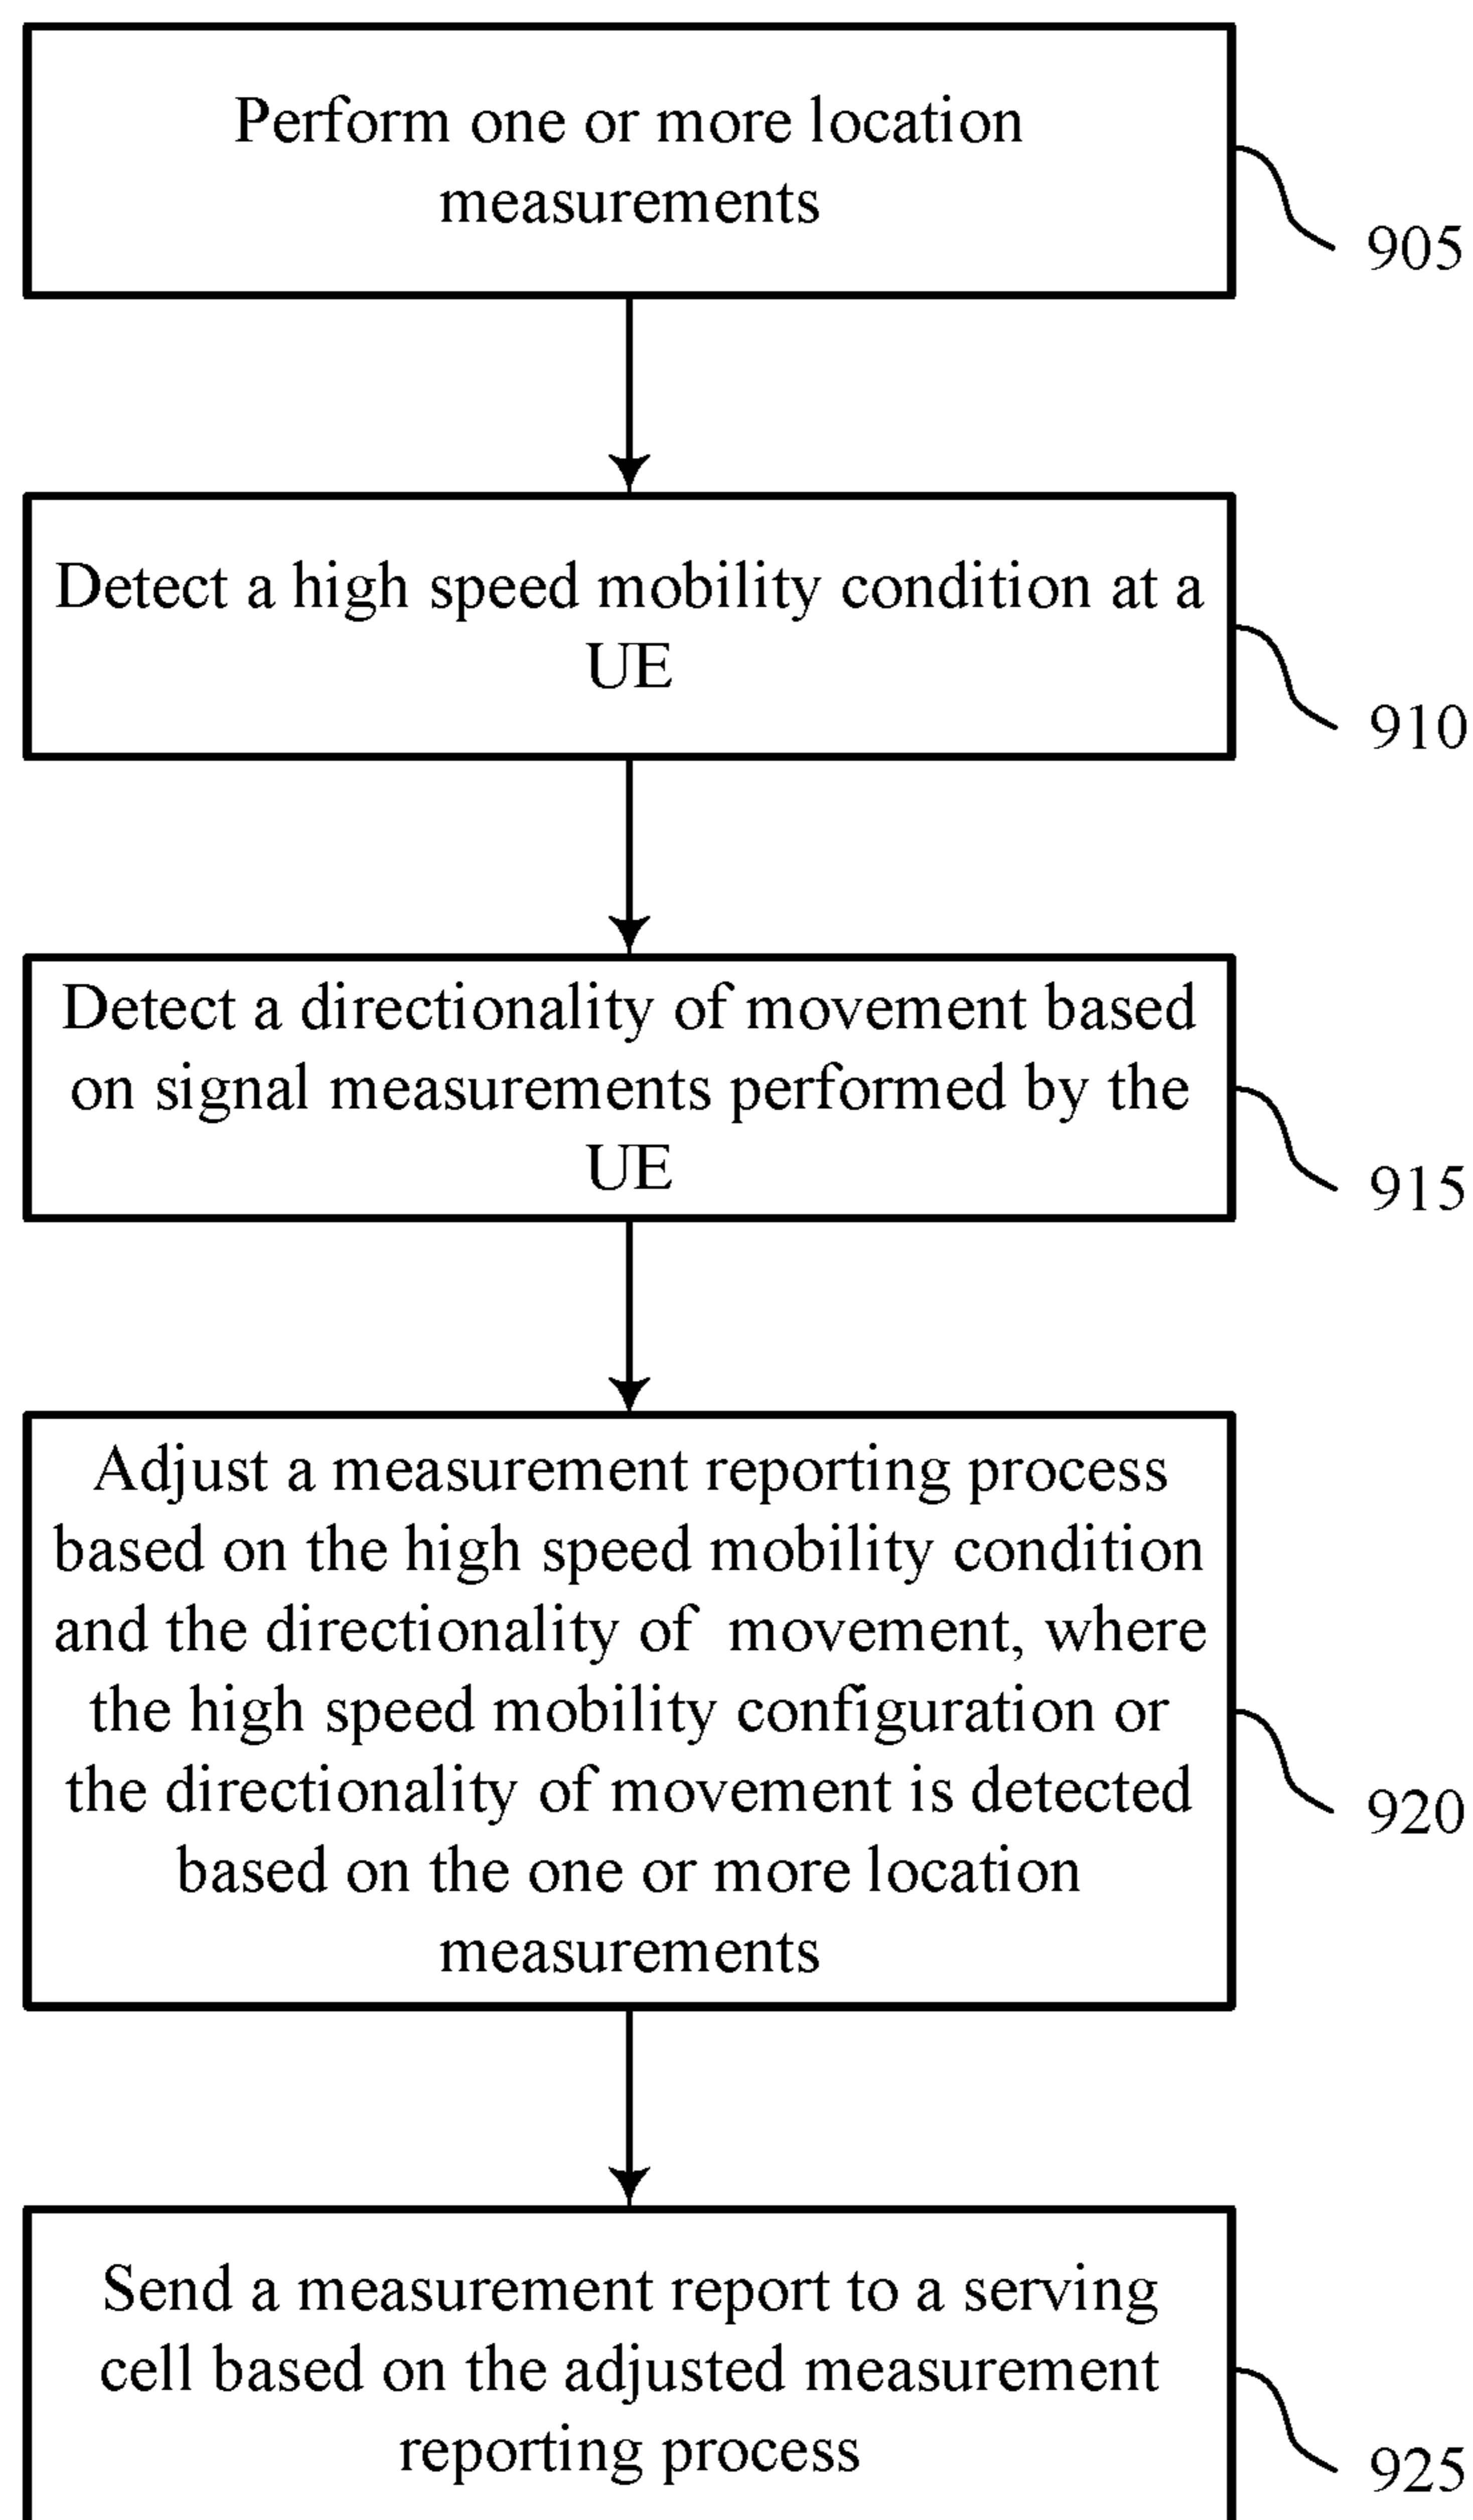 Perform one or more location
measurements
905
Detect a high speed mobility condition at a
UE
910
Detect a directionality of movement based
on signal measurements performed by the
UE
915
Adjust a measurement reporting process
based on the high speed mobility condition
and the directionality of movement, where
the high speed mobility configuration or
the directionality of movement is detected
based on the one or more location
measurements
920
Send a measurement report to a serving
cell based on the adjusted measurement
reporting process
925